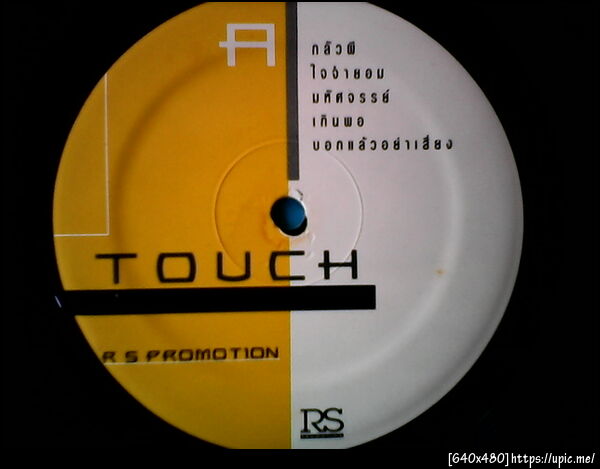 A
กลัวผี
ใจง่ายอม
มหัศจรรย์
เกินพอ
บอกแล้วอย่าเสี่ยง
TOUCH
R S PROMOTION
RS
[640x480]https://upic.me/